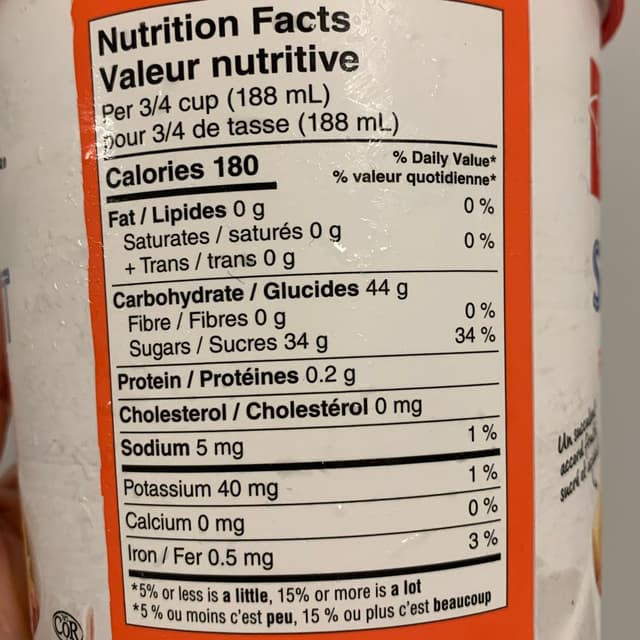 Nutrition Facts
Valeur nutritive
Per 3/4 cup (188 mL)
pour 3/4 de tasse (188 mL)
Calories 180
% Daily Value*
% valeur quotidienne*
Fat / Lipides 0 g 0 %
Saturates / saturés 0 g
+ Trans / trans 0 g 0 %
Carbohydrate / Glucides 44 g
Fibre / Fibres 0 g 0 %
Sugars / Sucres 34 g 34 %
Protein / Protéines 0.2 g
Cholesterol / Cholestérol 0 mg
Sodium 5 mg 1 %
Potassium 40 mg 1 %
Calcium 0 mg 0 %
Iron / Fer 0.5 mg 3 %
*5% or less is a little, 15% or more is a lot
*5 % ou moins c'est peu, 15 % ou plus c'est beaucoup
COR
S
Un
sucré et